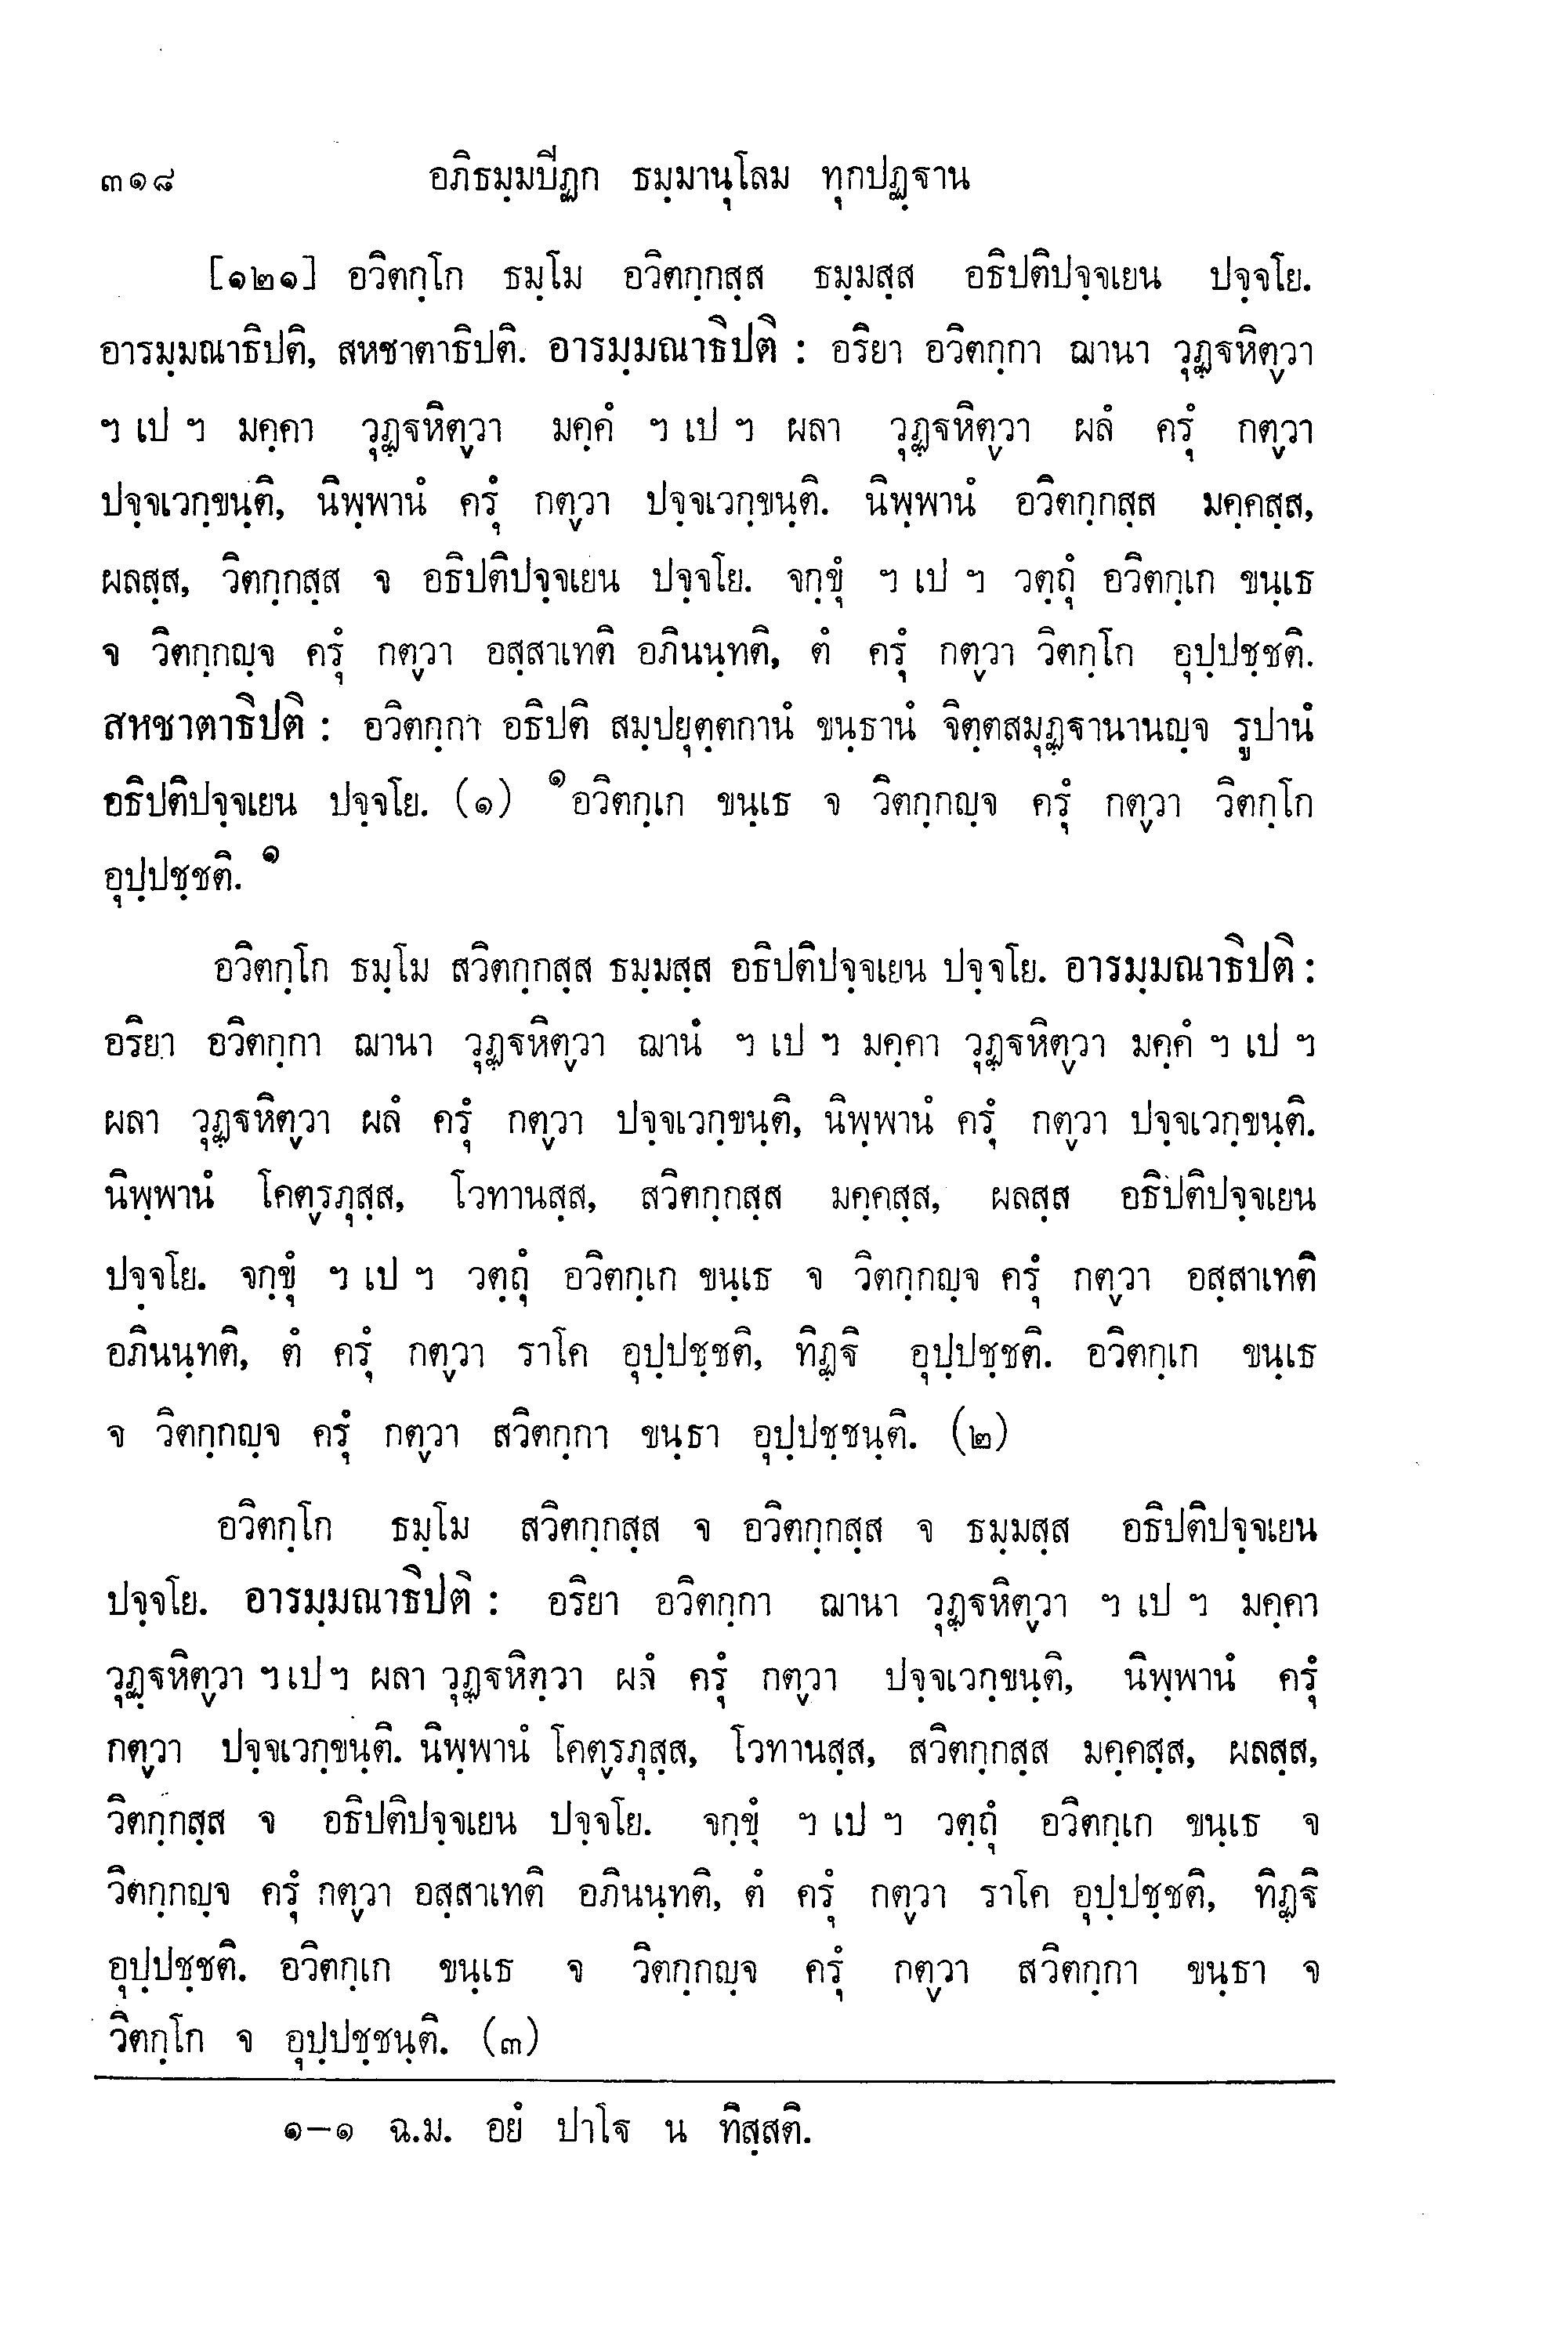 ๓๑๘ อภิธมฺมปีฏก ธมฺมานุโลม ทุกปฏฺฐาน
[๑๒๑] อวิตกฺโก ธมฺโม อวิตกฺกสฺส ธมฺมสฺส อธิปติปจฺจเยน ปจฺจโย.
อารมฺมณาธิปติ, สหชาตาธิปติ. อารมฺมณาธิปติ : อริยา อวิตกฺกา ฌานา วุฏฺฐหิตฺวา
ฯ เป ฯ มคฺคา วุฏฺฐหิตฺวา มคฺคํ ฯ เป ฯ ผลา วุฏฺฐหิตฺวา ผลํ ครุํ กตฺวา
ปจฺจเวกฺขนฺติ, นิพฺพานํ ครุํ กตฺวา ปจฺจเวกฺขนฺติ. นิพฺพานํ อวิตกฺกสฺส มคฺคสฺส,
ผลสฺส, วิตกฺกสฺส จ อธิปติปจฺจเยน ปจฺจโย. จกฺขุํ ฯ เป ฯ วตฺถุํ อวิตกฺเก ขนฺเธ
จ วิตกฺกญฺจ ครุํ กตฺวา อสฺสาเทติ อภินนฺทติ, ตํ ครุํ กตฺวา วิตกฺโก อุปฺปชฺชติ.
สหชาตาธิปติ : อวิตกฺกา อธิปติ สมฺปยุตฺตกานํ ขนฺธานํ จิตฺตสมุฏฺฐานานญฺจ รูปานํ
อธิปติปจฺจเยน ปจฺจโย. (๑) ๑อวิตกฺเก ขนฺเธ จ วิตกฺกญฺจ ครุํ กตฺวา วิตกฺโก
อุปฺปชฺชติ. ๑
อวิตกฺโก ธมฺโม สวิตกฺกสฺส ธมฺมสฺส อธิปติปจฺจเยน ปจฺจโย. อารมฺมณาธิปติ :
อริยา อวิตกฺกา ฌานา วุฏฺฐหิตฺวา ฌานํ ฯ เป ฯ มคฺคา วุฏฺฐหิตฺวา มคฺคํ ฯ เป ฯ
ผลา วุฏฺฐหิตฺวา ผลํ ครุํ กตฺวา ปจฺจเวกฺขนฺติ, นิพฺพานํ ครุํ กตฺวา ปจฺจเวกฺขนฺติ.
นิพฺพานํ โคตฺรภุสฺส, โวทานสฺส, สวิตกฺกสฺส มคฺคสฺส, ผลสฺส อธิปติปจฺจเยน
ปจฺจโย. จกฺขุํ ฯ เป ฯ วตฺถุํ อวิตกฺเก ขนฺเธ จ วิตกฺกญฺจ ครุํ กตฺวา อสฺสาเทติ
อภินนฺทติ, ตํ ครุํ กตฺวา ราโค อุปฺปชฺชติ, ทิฏฺฐิ อุปฺปชฺชติ. อวิตกฺเก ขนฺเธ
จ วิตกฺกญฺจ ครุํ กตฺวา สวิตกฺกา ขนฺธา อุปฺปชฺชนฺติ. (๒)
อวิตกฺโก ธมฺโม สวิตกฺกสฺส จ อวิตกฺกสฺส จ ธมฺมสฺส อธิปติปจฺจเยน
ปจฺจโย. อารมฺมณาธิปติ : อริยา อวิตกฺกา ฌานา วุฏฺฐหิตฺวา ฯ เป ฯ มคฺคา
วุฏฺฐหิตฺวา ฯ เป ฯ ผลา วุฏฺฐหิตฺวา ผลํ ครุํ กตฺวา ปจฺจเวกฺขนฺติ, นิพฺพานํ ครุํ
กตฺวา ปจฺจเวกฺขนฺติ. นิพฺพานํ โคตฺรภุสฺส, โวทานสฺส, สวิตกฺกสฺส มคฺคสฺส, ผลสฺส,
วิตกฺกสฺส จ อธิปติปจฺจเยน ปจฺจโย. จกฺขุํ ฯ เป ฯ วตฺถุํ อวิตกฺเก ขนฺเธ จ
วิตกฺกญฺจ ครุํ กตฺวา อสฺสาเทติ อภินนฺทติ, ตํ ครุํ กตฺวา ราโค อุปฺปชฺชติ, ทิฏฺฐิ
อุปฺปชฺชติ. อวิตกฺเก ขนฺเธ จ วิตกฺกญฺจ ครุํ กตฺวา สวิตกฺกา ขนฺธา จ
วิตกฺโก จ อุปฺปชฺชนฺติ. (๓)
๑–๑ ฉ.ม. อยํ ปาโฐ น ทิสฺสติ.